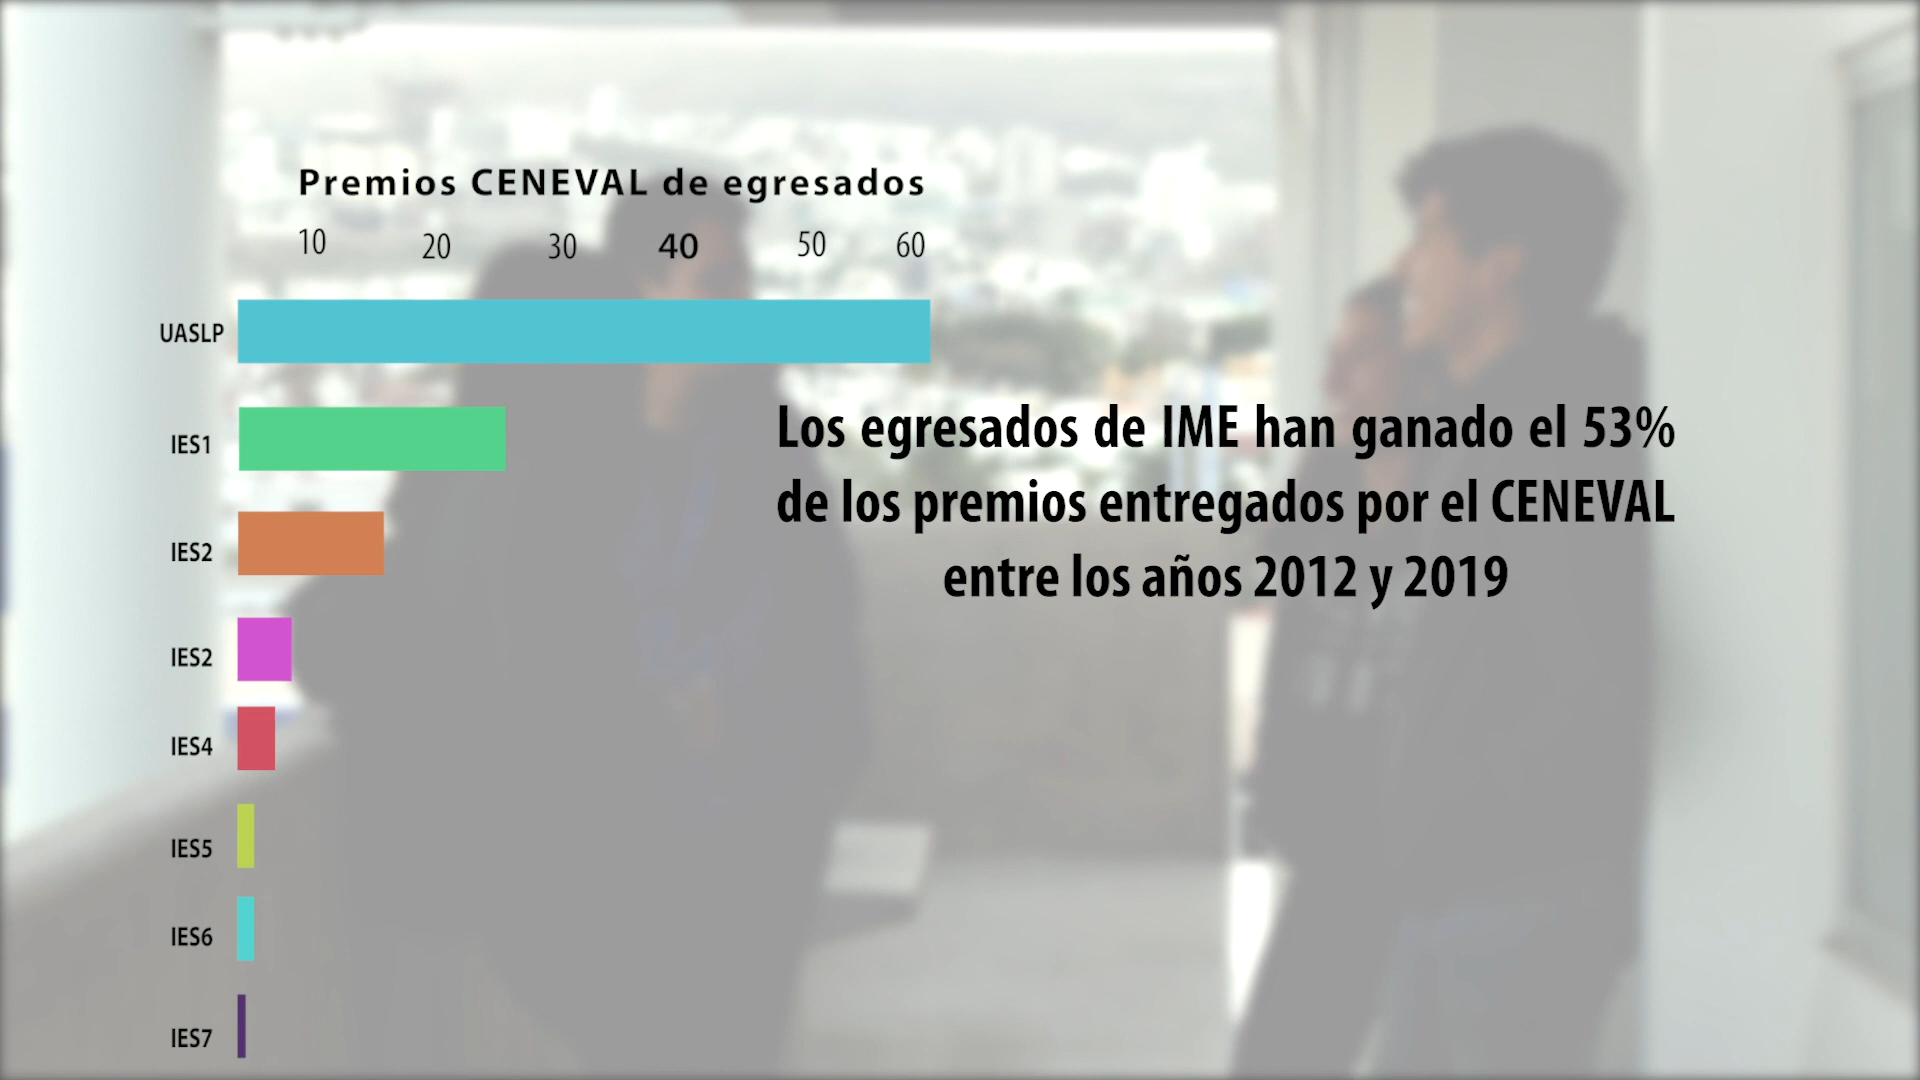 Premios CENEVAL de egresados
10 20 30 40 50 60
UASLP
IES1
IES2
IES2
IES4
IES5
IES6
IES7
Los egresados de IME han ganado el 53%
de los premios entregados por el CENEVAL
entre los años 2012 y 2019